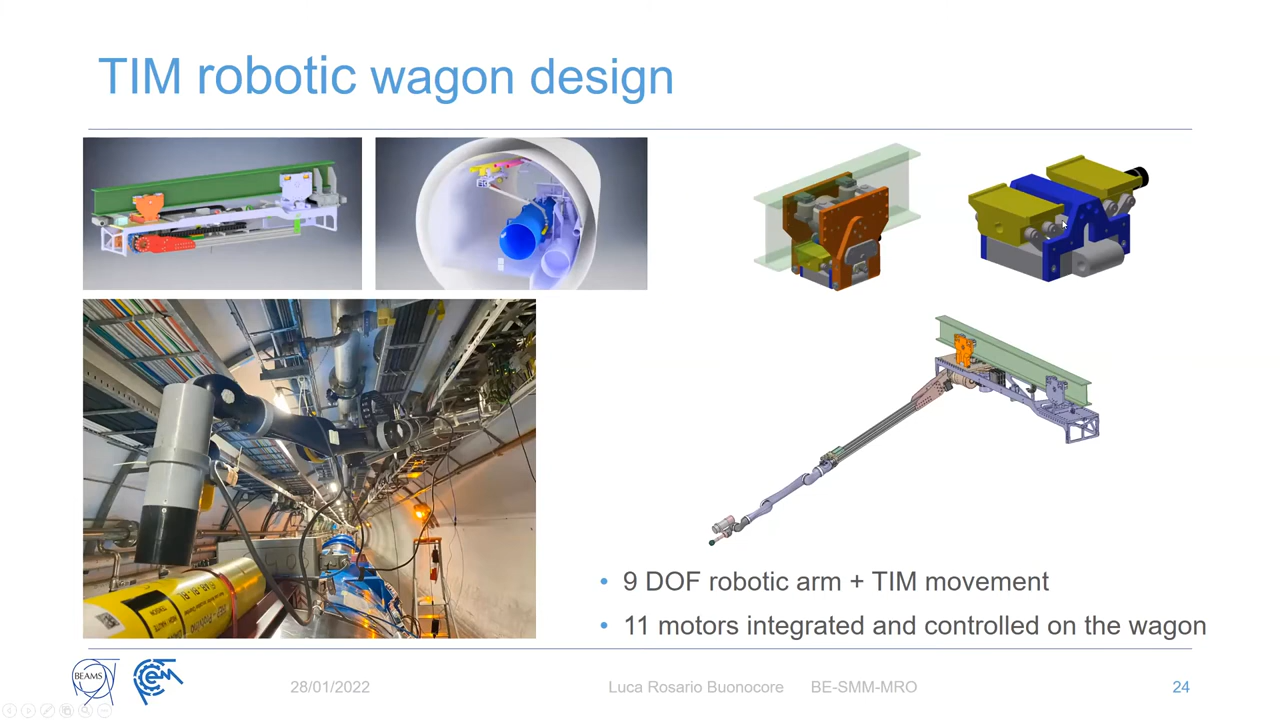 TIM robotic wagon design
• 9 DOF robotic arm + TIM movement
• 11 motors integrated and controlled on the wagon
BEAMS
28/01/2022
Luca Rosario Buonocore BE-SMM-MRO
24